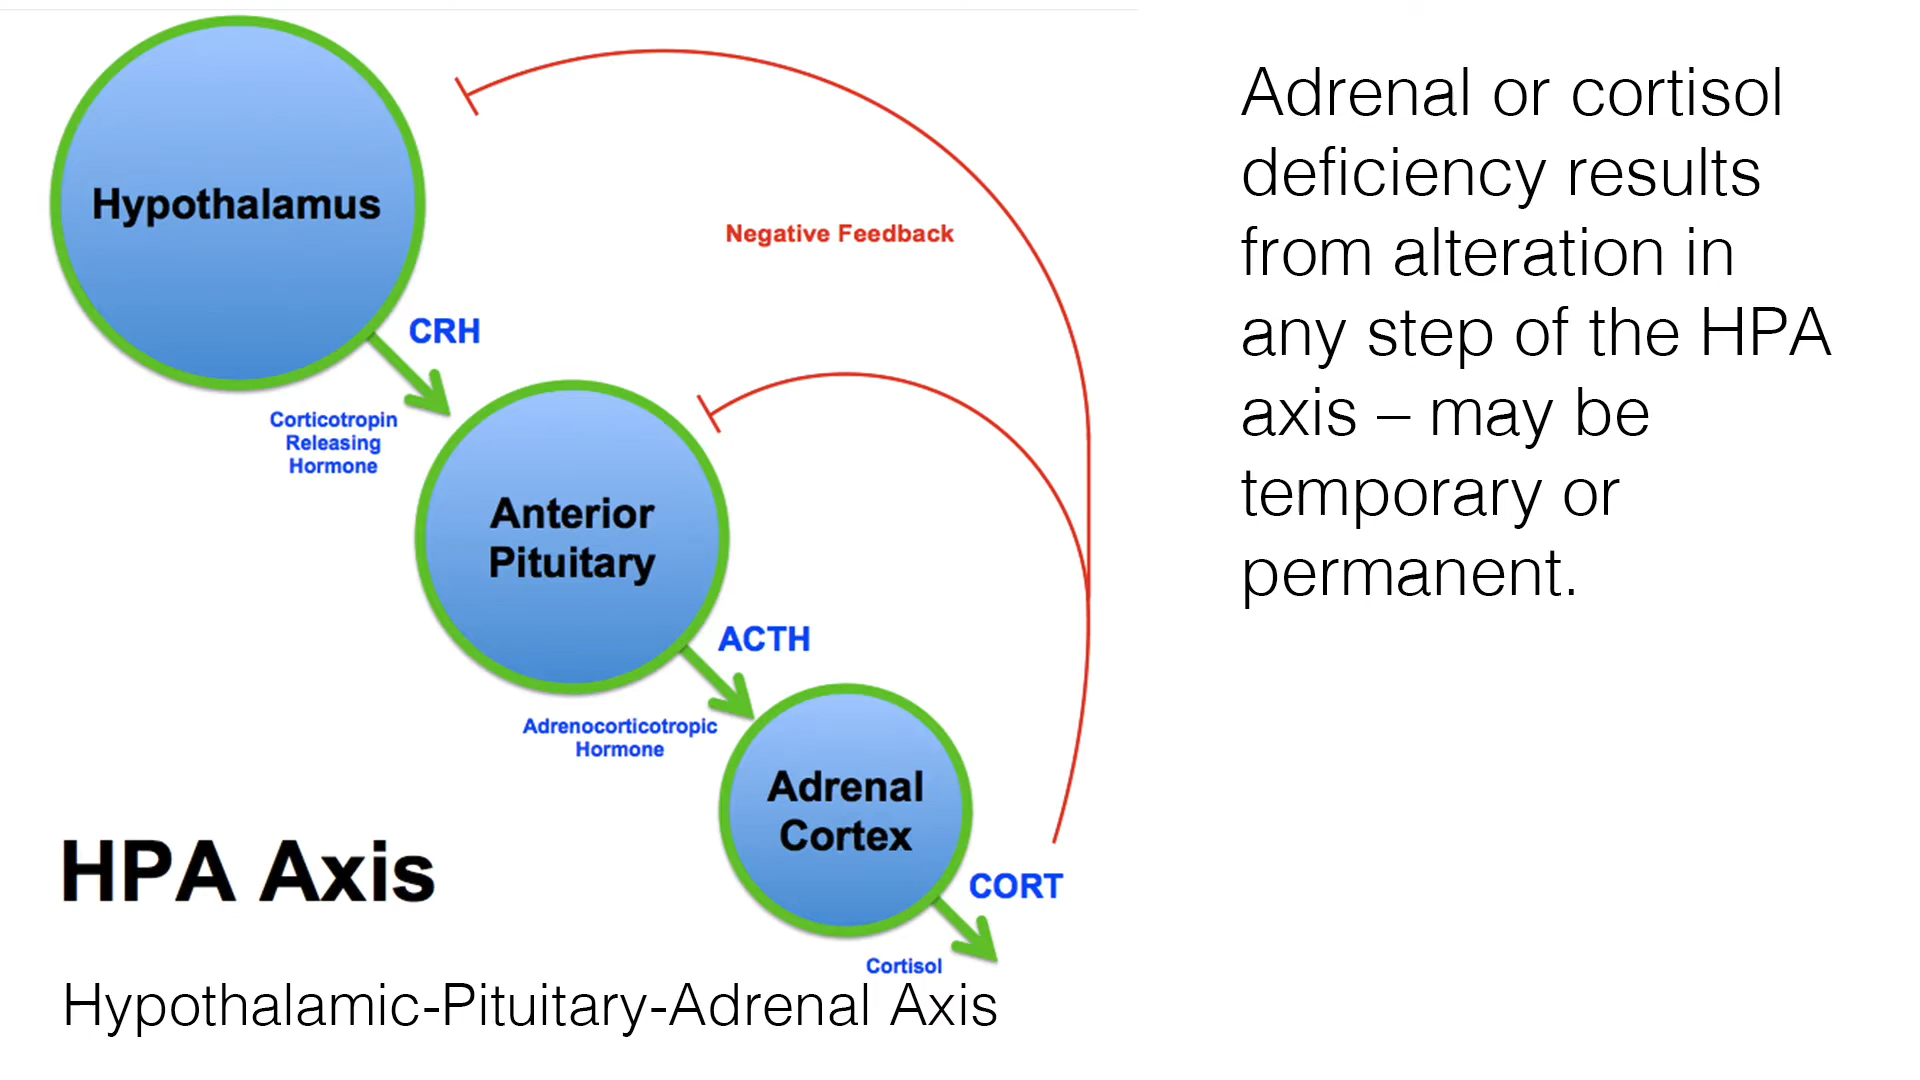 Hypothalamus
CRH
Corticotropin
Releasing
Hormone
Negative Feedback
Anterior
Pituitary
ACTH
Adrenocorticotropic
Hormone
Adrenal
Cortex
CORT
Cortisol
HPA Axis
Hypothalamic-Pituitary-Adrenal Axis
Adrenal or cortisol
deficiency results
from alteration in
any step of the HPA
axis – may be
temporary or
permanent.